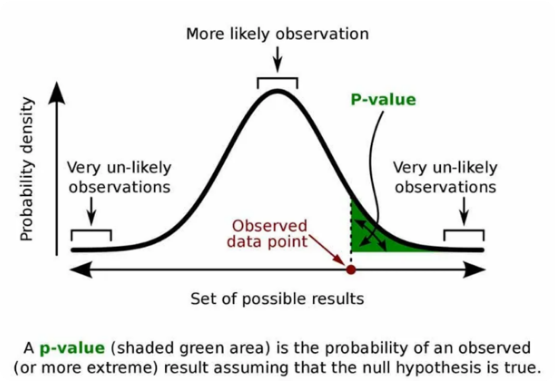 More likely observation
P-value
Probability density
Very un-likely
observations
Very un-likely
observations
Observed
data point
Set of possible results
A p-value (shaded green area) is the probability of an observed
(or more extreme) result assuming that the null hypothesis is true.